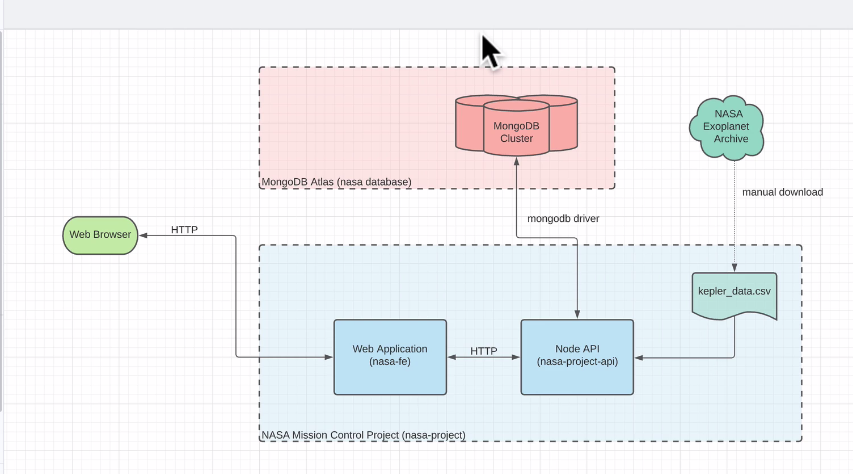 MongoDB
Cluster
NASA
Exoplanet
Archive
MongoDB Atlas (nasa database)
manual download
mongodb driver
Web Browser
HTTP
kepler_data.csv
Web Application
(nasa-fe)
HTTP
Node API
(nasa-project-api)
NASA Mission Control Project (nasa-project)